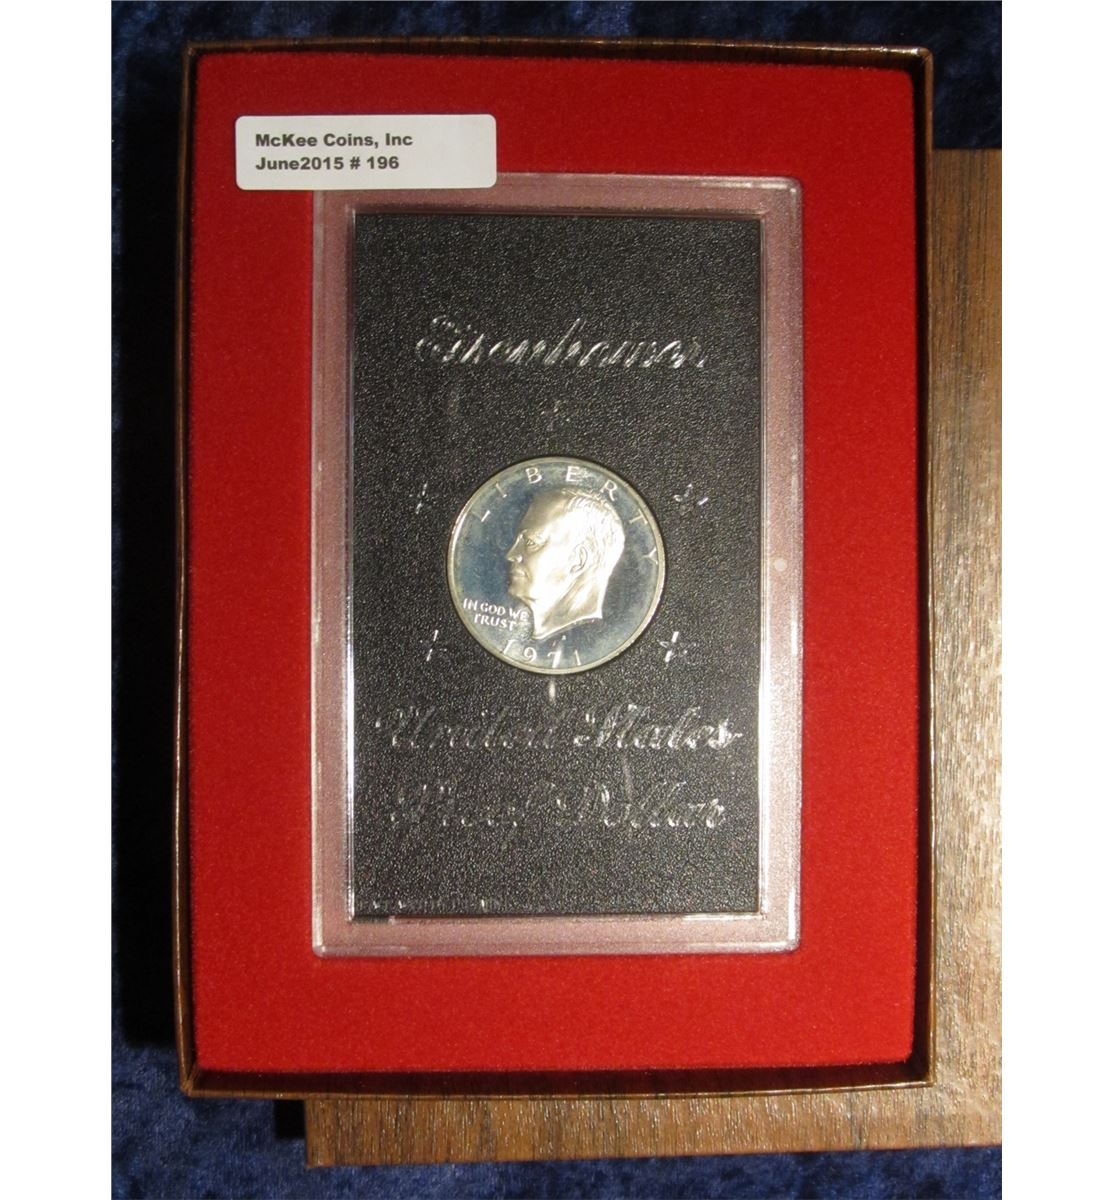 McKee Coins, Inc
June2015 # 196
Eisenhower
LIBERTY
IN GOD WE
TRUST
1971
United States
Proof Dollar